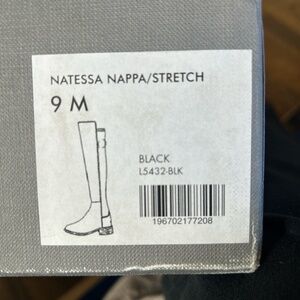 NATESSA NAPPA/STRETCH
9 M
BLACK
L5432-BLK
196702177208